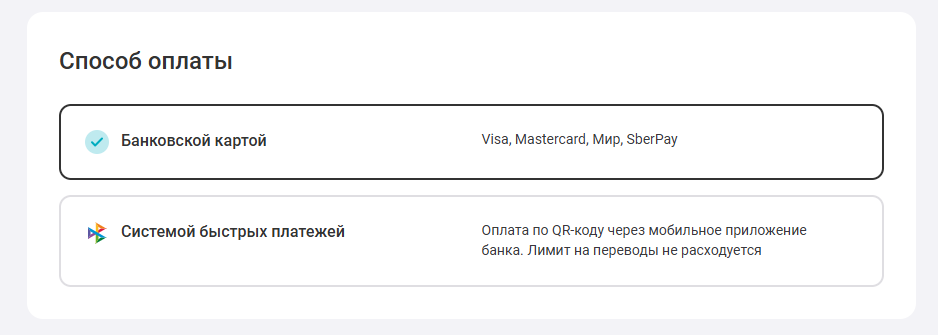 Способ оплаты
Банковской картой
Visa, Mastercard, Мир, SberPay
Системой быстрых платежей
Оплата по QR-коду через мобильное приложение
банка. Лимит на переводы не расходуется